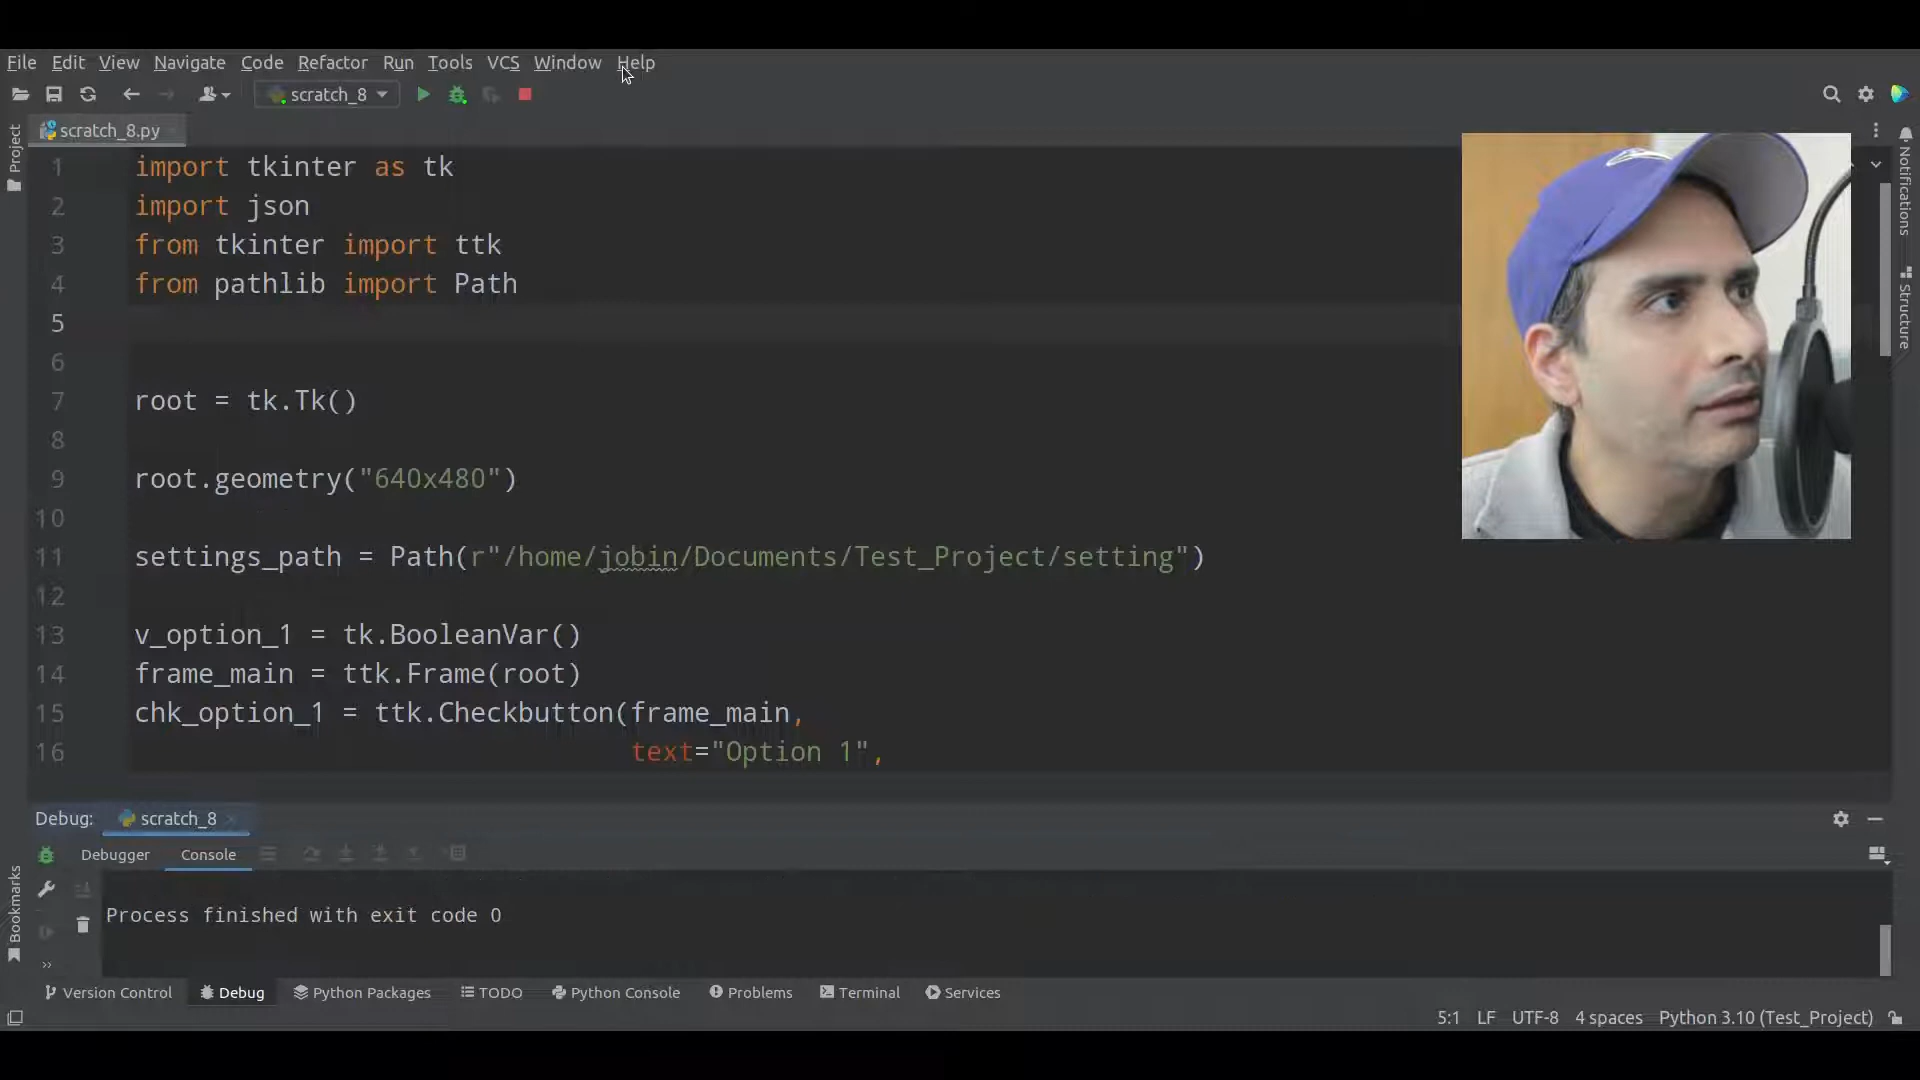 File Edit View Navigate Code Refactor Run Tools VCS Window Help
scratch_8
scratch_8.py
Project
Notifications
Structure
Bookmarks
1 import tkinter as tk
2 import json
3 from tkinter import ttk
4 from pathlib import Path
5
6
7 root = tk.Tk()
8
9 root.geometry("640x480")
10
11 settings_path = Path(r"/home/jobin/Documents/Test_Project/setting")
12
13 v_option_1 = tk.BooleanVar()
14 frame_main = ttk.Frame(root)
15 chk_option_1 = ttk.Checkbutton(frame_main,
16 text="Option 1",
Debug: scratch_8
Debugger Console
Process finished with exit code 0
Version Control Debug Python Packages TODO Python Console Problems Terminal Services
5:1 LF UTF-8 4 spaces Python 3.10 (Test_Project)